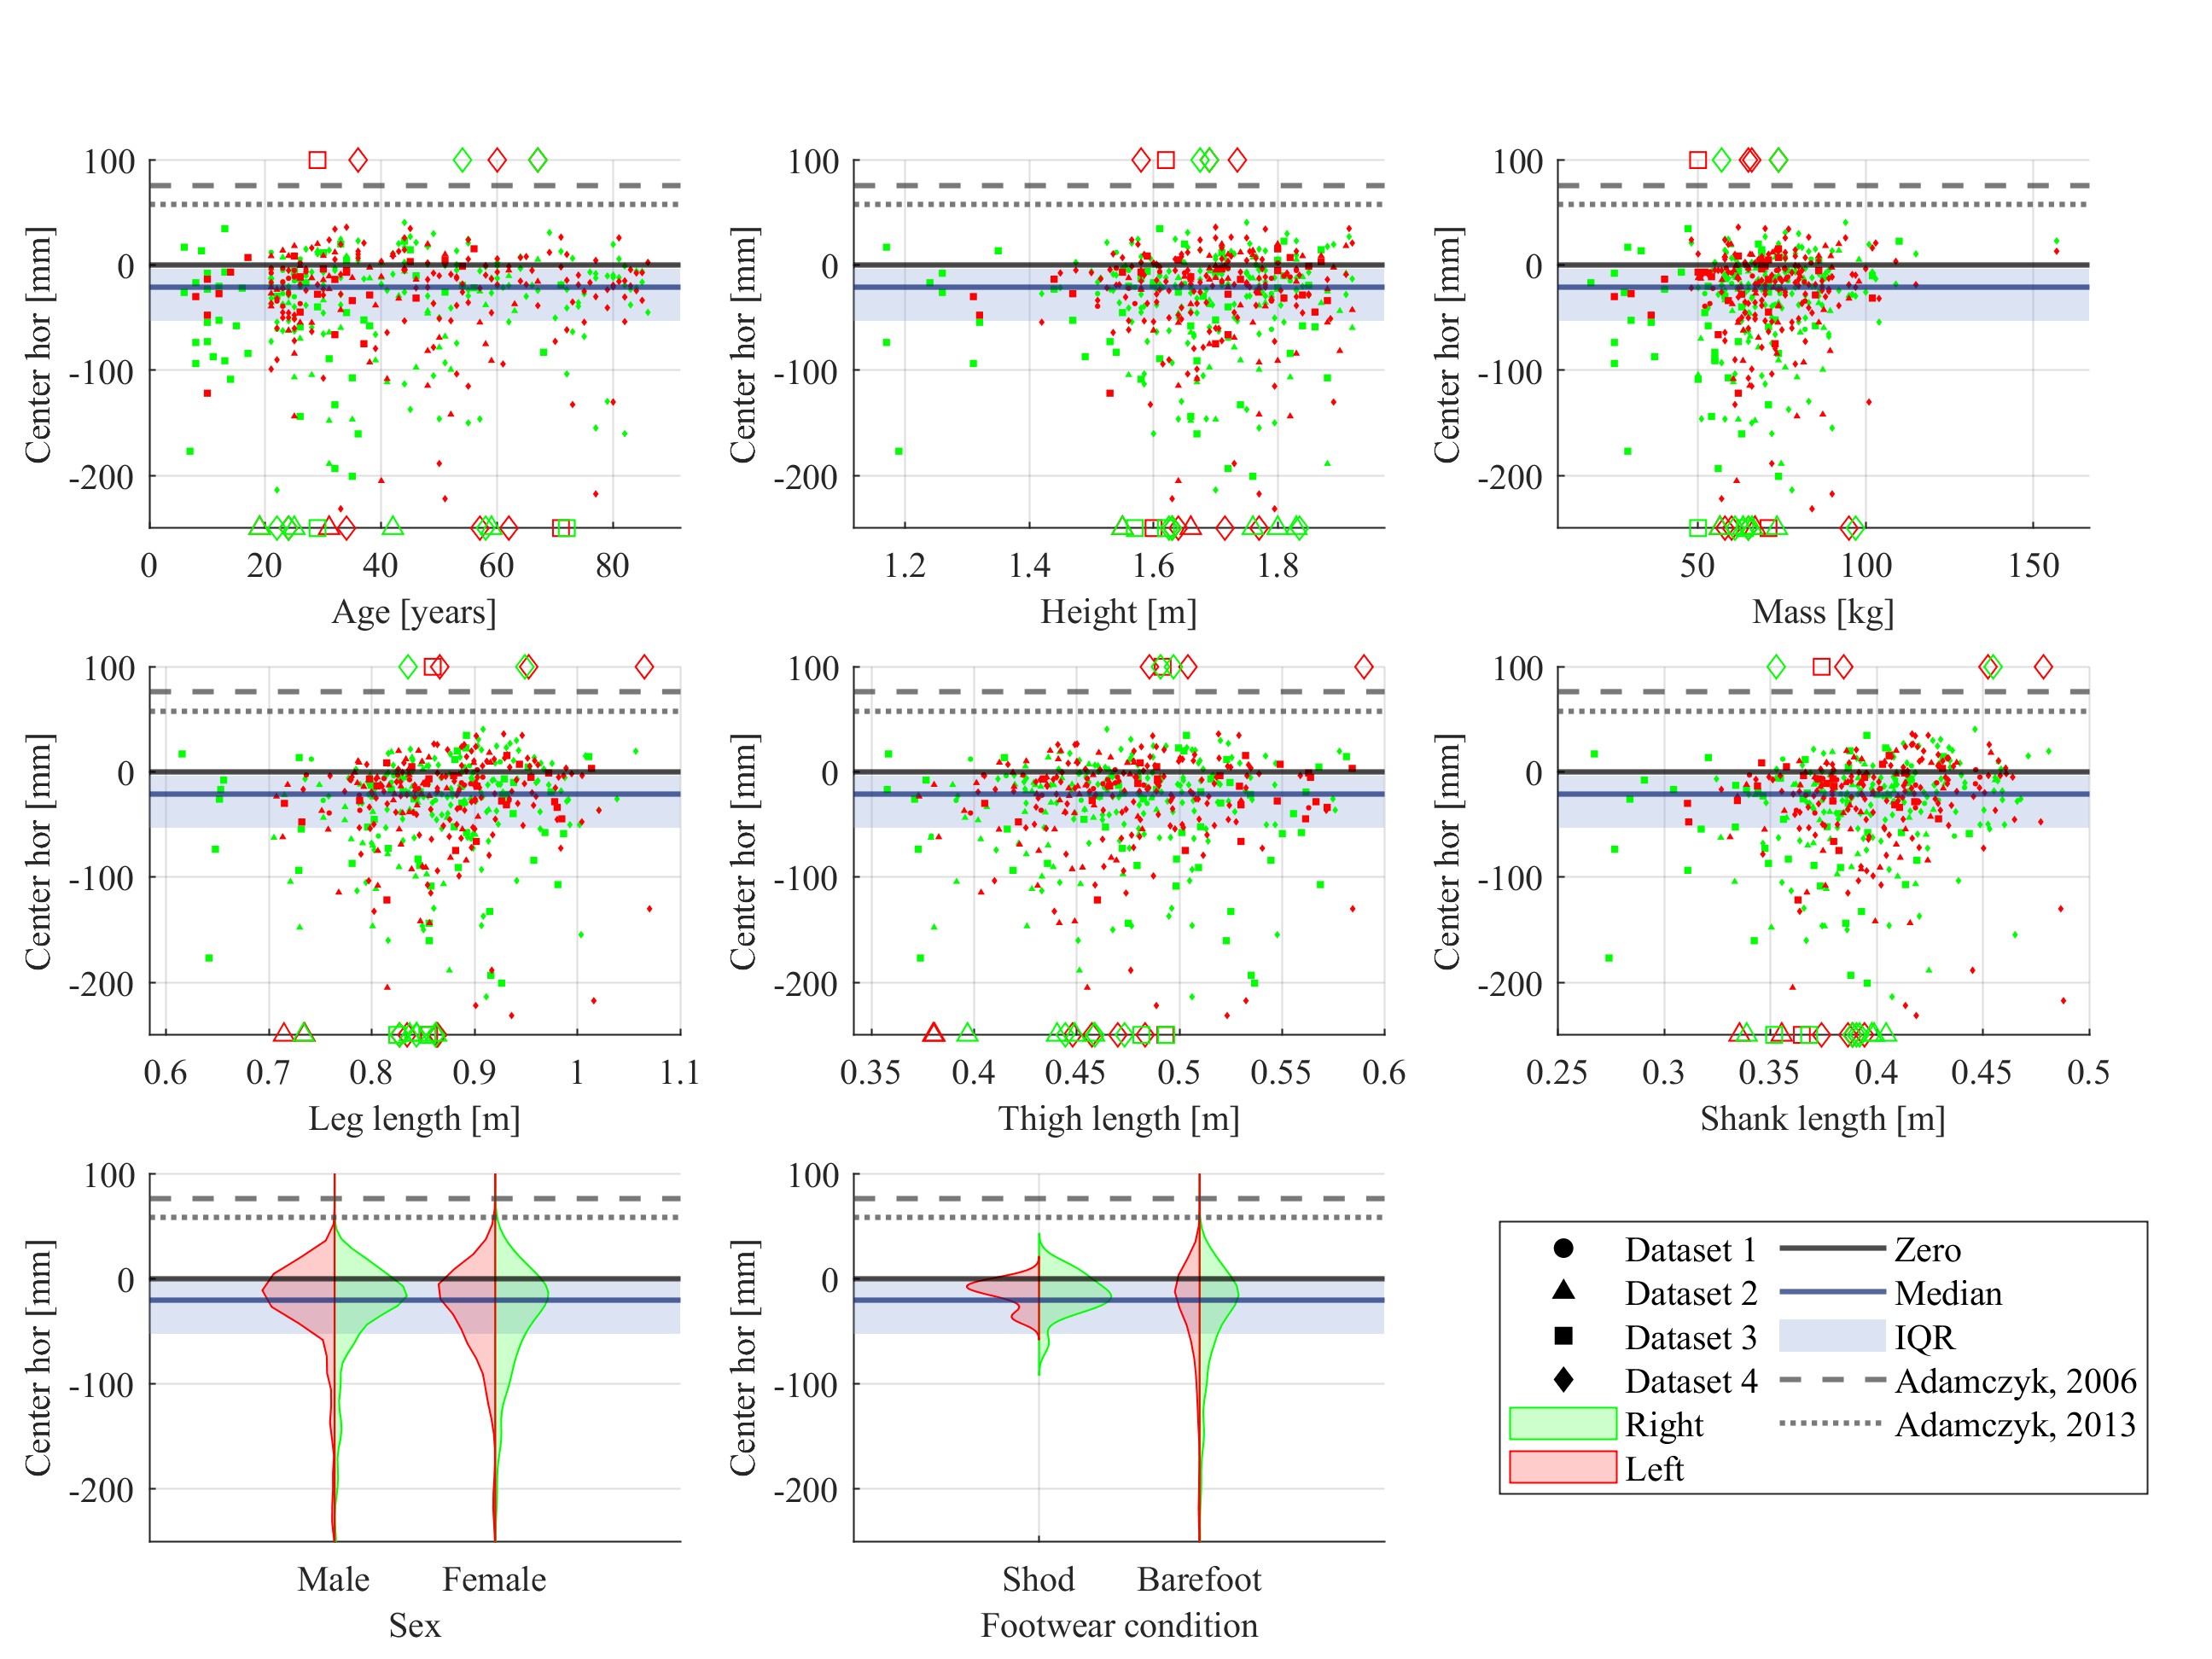 100
0
-100
-200
Center hor [mm]
0 20 40 60 80
Age [years]
100
0
-100
-200
Center hor [mm]
1.2 1.4 1.6 1.8
Height [m]
100
0
-100
-200
Center hor [mm]
50 100 150
Mass [kg]
100
0
-100
-200
Center hor [mm]
0.6 0.7 0.8 0.9 1 1.1
Leg length [m]
100
0
-100
-200
Center hor [mm]
0.35 0.4 0.45 0.5 0.55 0.6
Thigh length [m]
100
0
-100
-200
Center hor [mm]
0.25 0.3 0.35 0.4 0.45 0.5
Shank length [m]
100
0
-100
-200
Center hor [mm]
Male Female
Sex
100
0
-100
-200
Center hor [mm]
Shod Barefoot
Footwear condition
Dataset 1
Dataset 2
Dataset 3
Dataset 4
Right
Left
Zero
Median
IQR
Adamczyk, 2006
Adamczyk, 2013